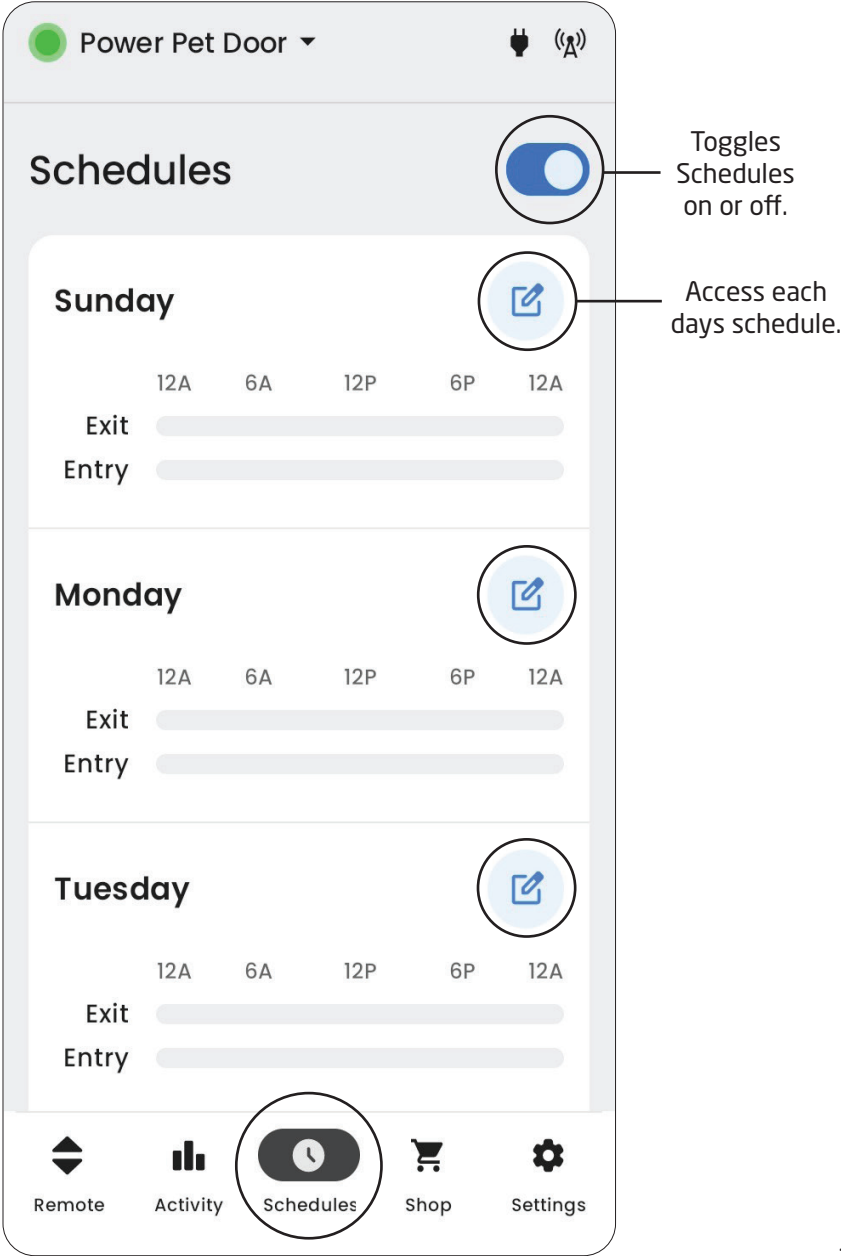 Power Pet Door
Schedules
Toggles
Schedules
on or off.
Sunday
Access each
days schedule.
12A 6A 12P 6P 12A
Exit
Entry
Monday
12A 6A 12P 6P 12A
Exit
Entry
Tuesday
12A 6A 12P 6P 12A
Exit
Entry
Remote Activity Schedules Shop Settings